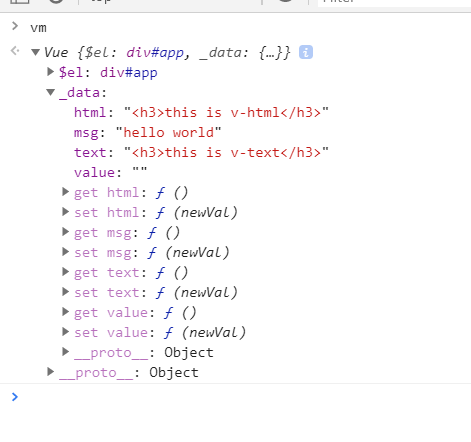 top
Filter
vm
Vue {$el: div#app, _data: {…}} i
$el: div#app
_data:
html: "<h3>this is v-html</h3>"
msg: "hello world"
text: "<h3>this is v-text</h3>"
value: ""
get html: ƒ ()
set html: ƒ (newVal)
get msg: ƒ ()
set msg: ƒ (newVal)
get text: ƒ ()
set text: ƒ (newVal)
get value: ƒ ()
set value: ƒ (newVal)
__proto__: Object
__proto__: Object